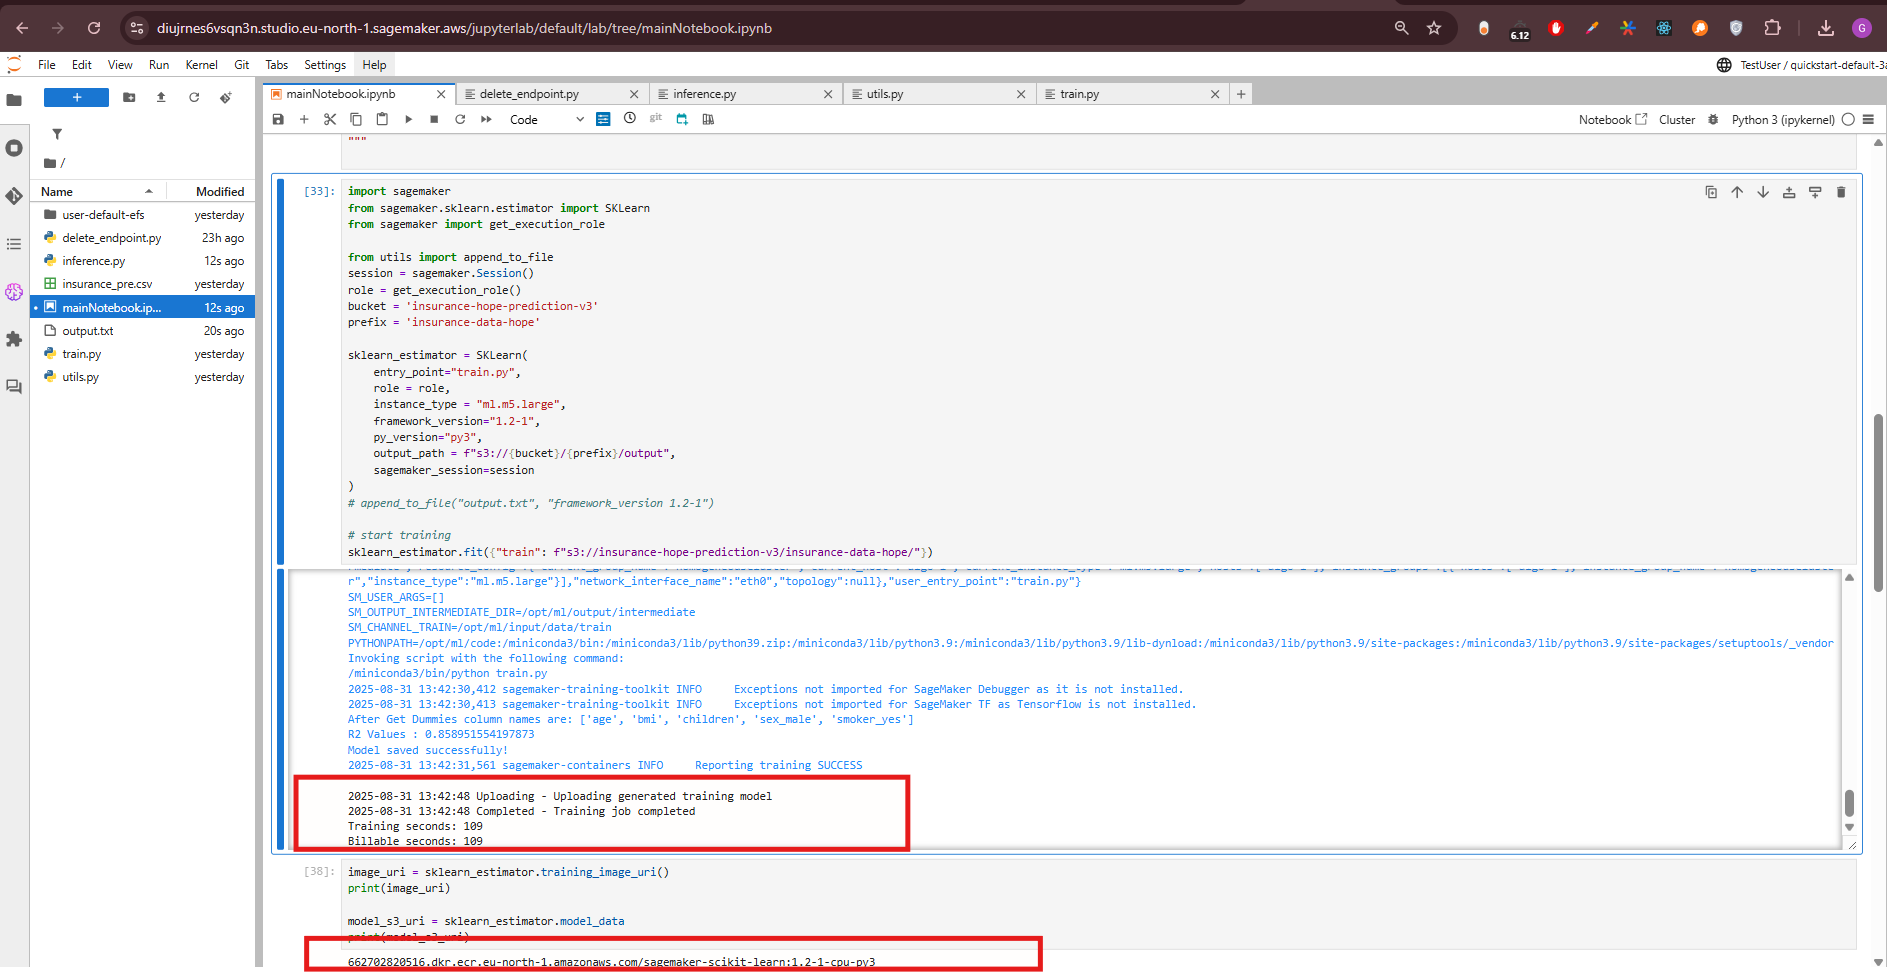 diujrnes6vsqn3n.studio.eu-north-1.sagemaker.aws/jupyterlab/default/lab/tree/mainNotebook.ipynb
6.12
G
File Edit View Run Kernel Git Tabs Settings Help
TestUser / quickstart-default-3
mainNotebook.ipynb
delete_endpoint.py
inference.py
utils.py
train.py
Code
git
Notebook
Cluster
Python 3 (ipykernel)
/
Name Modified
user-default-efs yesterday
delete_endpoint.py 23h ago
inference.py 12s ago
insurance_pre.csv yesterday
mainNotebook.ip... 12s ago
output.txt 20s ago
train.py yesterday
utils.py yesterday
"""
[33]:
import sagemaker
from sagemaker.sklearn.estimator import SKLearn
from sagemaker import get_execution_role
from utils import append_to_file
session = sagemaker.Session()
role = get_execution_role()
bucket = 'insurance-hope-prediction-v3'
prefix = 'insurance-data-hope'
sklearn_estimator = SKLearn(
    entry_point="train.py",
    role = role,
    instance_type = "ml.m5.large",
    framework_version="1.2-1",
    py_version="py3",
    output_path = f"s3://{bucket}/{prefix}/output",
    sagemaker_session=session
)
# append_to_file("output.txt", "framework_version 1.2-1")
# start training
sklearn_estimator.fit({"train": f"s3://insurance-hope-prediction-v3/insurance-data-hope/"})
r","instance_type":"ml.m5.large"}],"network_interface_name":"eth0","topology":null},"user_entry_point":"train.py"}
SM_USER_ARGS=[]
SM_OUTPUT_INTERMEDIATE_DIR=/opt/ml/output/intermediate
SM_CHANNEL_TRAIN=/opt/ml/input/data/train
PYTHONPATH=/opt/ml/code:/miniconda3/bin:/miniconda3/lib/python39.zip:/miniconda3/lib/python3.9:/miniconda3/lib/python3.9/lib-dynload:/miniconda3/lib/python3.9/site-packages:/miniconda3/lib/python3.9/site-packages/setuptools/_vendor
Invoking script with the following command:
/miniconda3/bin/python train.py
2025-08-31 13:42:30,412 sagemaker-training-toolkit INFO     Exceptions not imported for SageMaker Debugger as it is not installed.
2025-08-31 13:42:30,413 sagemaker-training-toolkit INFO     Exceptions not imported for SageMaker TF as Tensorflow is not installed.
After Get Dummies column names are: ['age', 'bmi', 'children', 'sex_male', 'smoker_yes']
R2 Values : 0.858951554197873
Model saved successfully!
2025-08-31 13:42:31,561 sagemaker-containers INFO     Reporting training SUCCESS
2025-08-31 13:42:48 Uploading - Uploading generated training model
2025-08-31 13:42:48 Completed - Training job completed
Training seconds: 109
Billable seconds: 109
[38]:
image_uri = sklearn_estimator.training_image_uri()
print(image_uri)
model_s3_uri = sklearn_estimator.model_data
print(model_s3_uri)
662702820516.dkr.ecr.eu-north-1.amazonaws.com/sagemaker-scikit-learn:1.2-1-cpu-py3